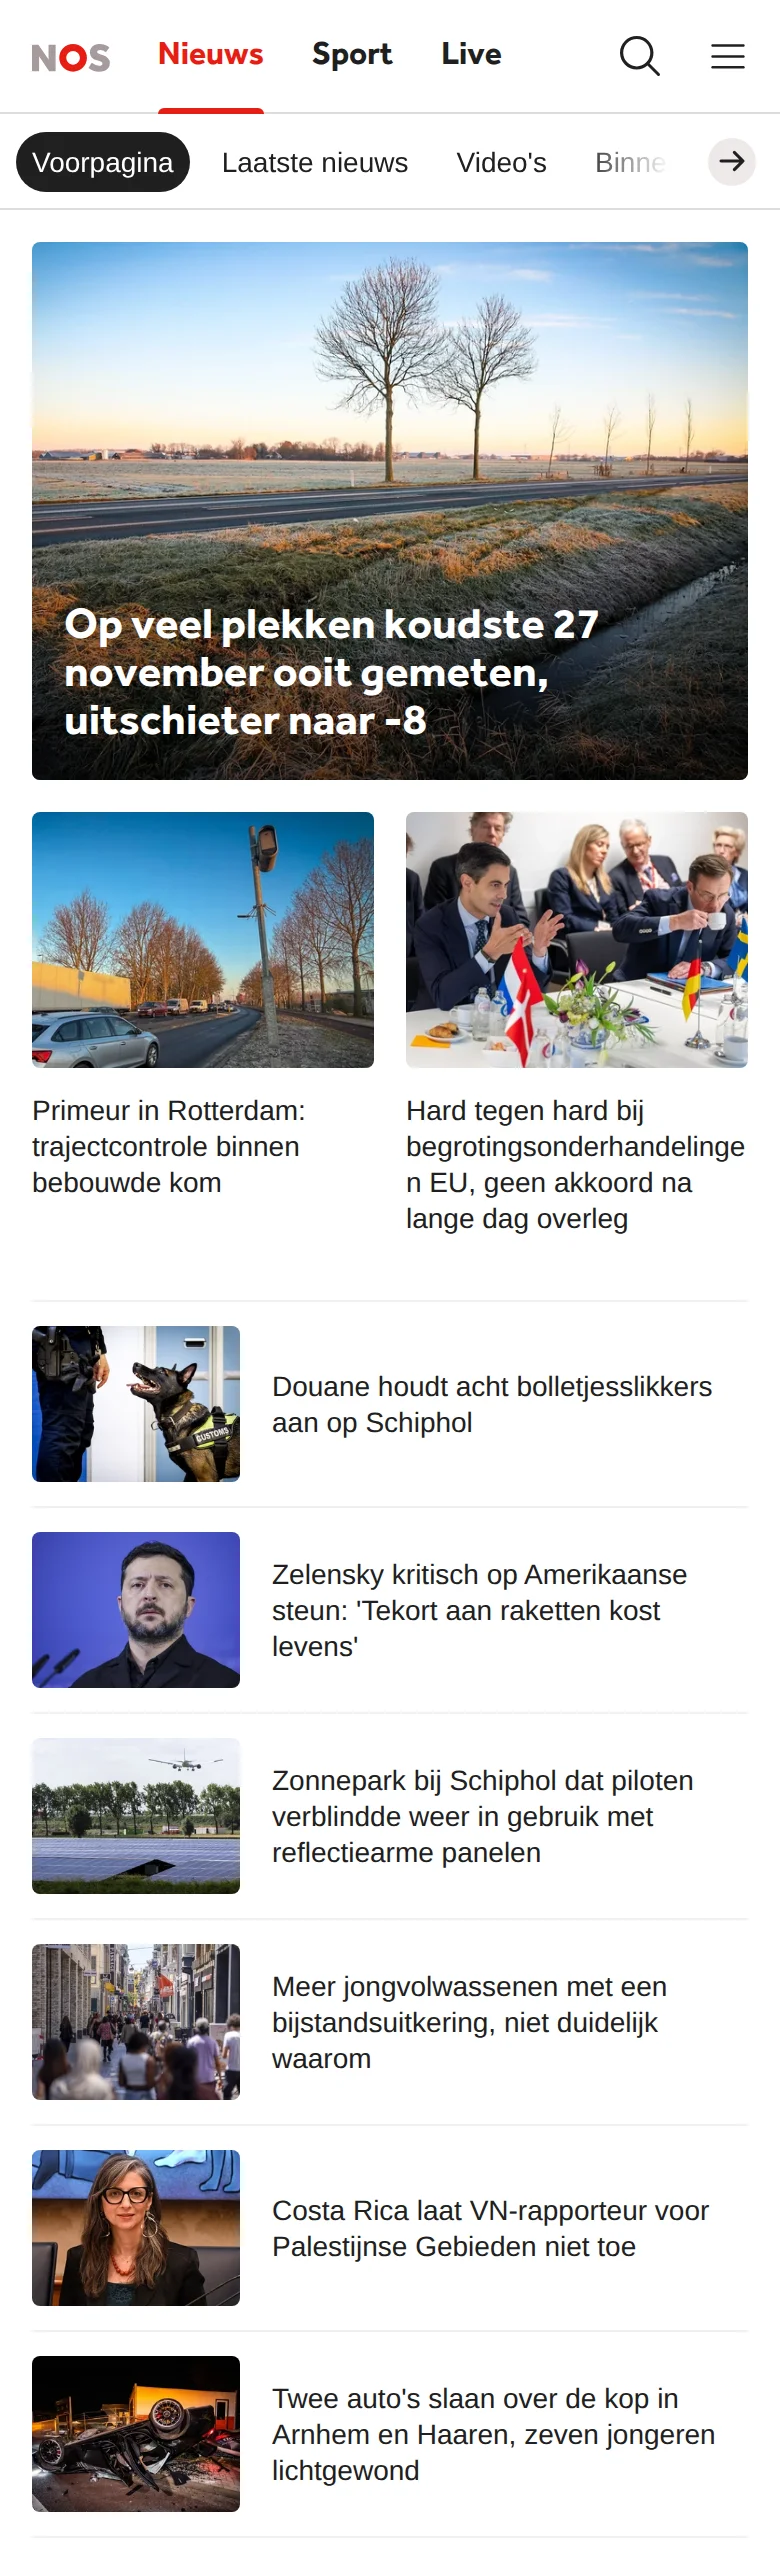 NOS
Nieuws
Sport
Live
Voorpagina
Laatste nieuws
Video's
Binne
Op veel plekken koudste 27
november ooit gemeten,
uitschieter naar -8
Primeur in Rotterdam:
trajectcontrole binnen
bebouwde kom
Hard tegen hard bij
begrotingsonderhandelinge
n EU, geen akkoord na
lange dag overleg
CUSTOMS
Douane houdt acht bolletjesslikkers
aan op Schiphol
Zelensky kritisch op Amerikaanse
steun: 'Tekort aan raketten kost
levens'
Zonnepark bij Schiphol dat piloten
verblindde weer in gebruik met
reflectiearme panelen
Meer jongvolwassenen met een
bijstandsuitkering, niet duidelijk
waarom
Costa Rica laat VN-rapporteur voor
Palestijnse Gebieden niet toe
Twee auto's slaan over de kop in
Arnhem en Haaren, zeven jongeren
lichtgewond